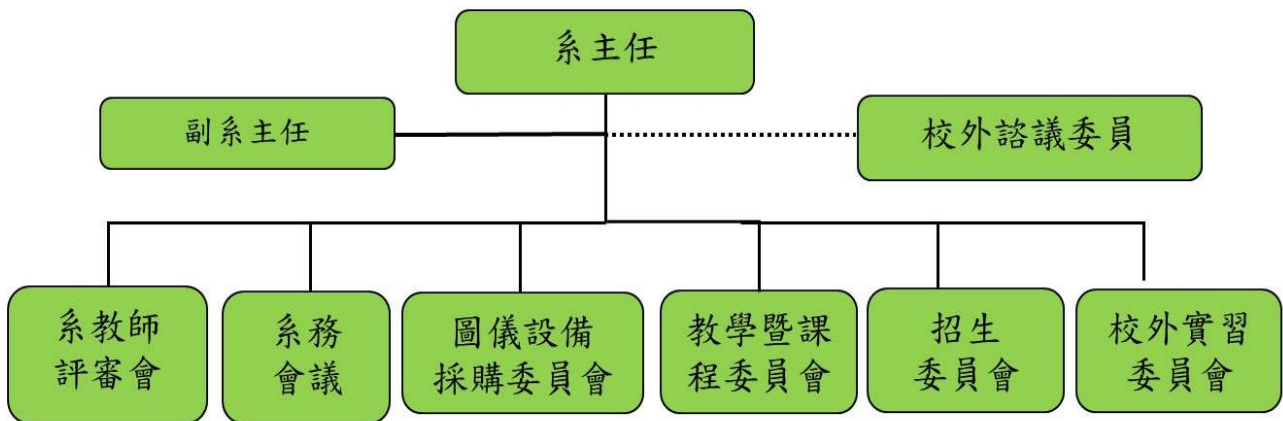 系主任
副系主任
校外諮議委員
系教師
評審會
系務
會議
圖儀設備
採購委員會
教學暨課
程委員會
招生
委員會
校外實習
委員會